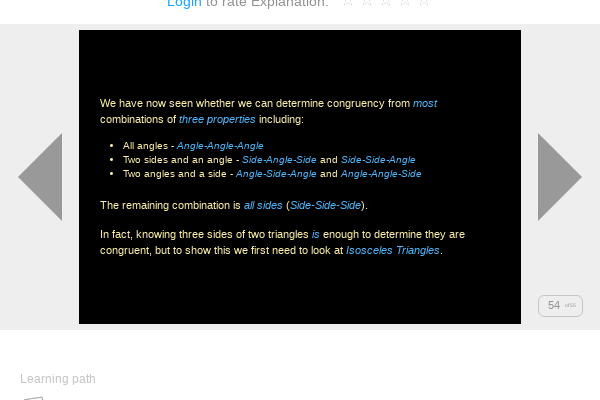 Login to rate Explanation:
We have now seen whether we can determine congruency from most
combinations of three properties including:
• All angles - Angle-Angle-Angle
• Two sides and an angle - Side-Angle-Side and Side-Side-Angle
• Two angles and a side - Angle-Side-Angle and Angle-Angle-Side
The remaining combination is all sides (Side-Side-Side).
In fact, knowing three sides of two triangles is enough to determine they are
congruent, but to show this we first need to look at Isosceles Triangles.
54
Learning path